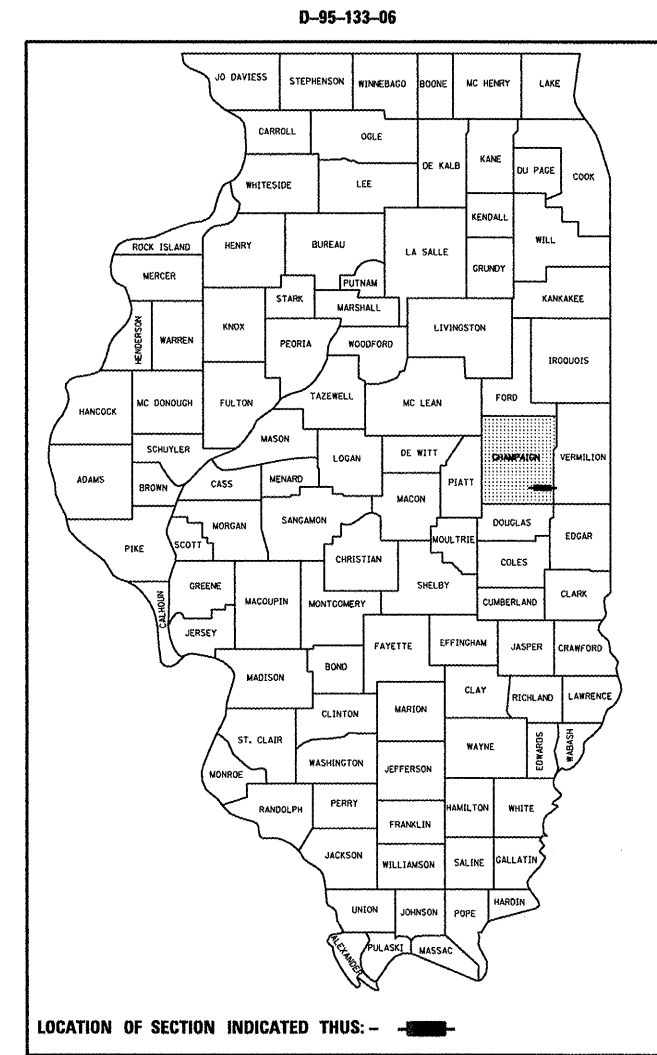 D-95-133-06
JO DAVIESS STEPHENSON WINNEBAGO BOONE MC HENRY LAKE
CARROLL OGLE DE KALB KANE DU PAGE COOK
WHITESIDE LEE KENDALL WILL
ROCK ISLAND HENRY BUREAU LA SALLE GRUNDY
MERCER PUTNAM KANKAKEE
STARK MARSHALL LIVINGSTON
HENDERSON WARREN KNOX PEORIA WOODFORD IROQUOIS
HANCOCK MC DONOUGH FULTON TAZEWELL MC LEAN FORD
SCHUYLER MASON LOGAN DE WITT CHAMPAIGN VERMILION
ADAMS BROWN CASS MENARD MACON PIATT
PIKE SCOTT MORGAN SANGAMON CHRISTIAN MOULTRIE DOUGLAS EDGAR
COLES
CALHOUN GREENE MACOUPIN MONTGOMERY SHELBY CUMBERLAND CLARK
JERSEY FAYETTE EFFINGHAM JASPER CRAWFORD
MADISON BOND CLAY RICHLAND LAWRENCE
CLINTON MARION
ST. CLAIR WAYNE EDWARDS WABASH
MONROE WASHINGTON JEFFERSON
RANDOLPH PERRY HAMILTON WHITE
FRANKLIN
JACKSON WILLIAMSON SALINE GALLATIN
UNION JOHNSON POPE HARDIN
ALEXANDER PULASKI MASSAC
LOCATION OF SECTION INDICATED THUS: -